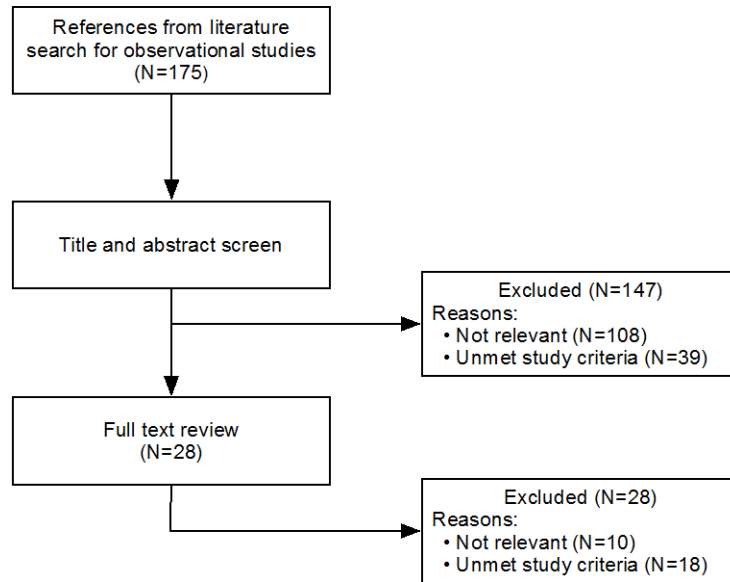 References from literature
search for observational studies
(N=175)
Title and abstract screen
Excluded (N=147)
Reasons:
• Not relevant (N=108)
• Unmet study criteria (N=39)
Full text review
(N=28)
Excluded (N=28)
Reasons:
• Not relevant (N=10)
• Unmet study criteria (N=18)